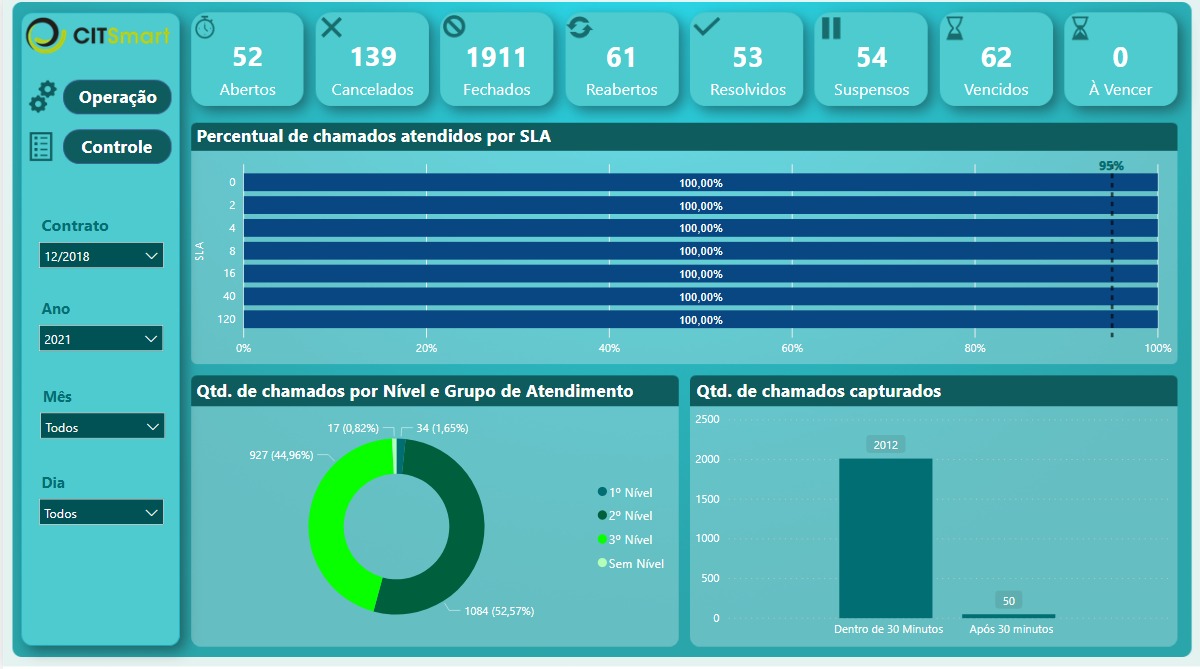 CITSmart
Operação
Controle
Contrato
12/2018
Ano
2021
Mês
Todos
Dia
Todos
52
Abertos
139
Cancelados
1911
Fechados
61
Reabertos
53
Resolvidos
54
Suspensos
62
Vencidos
0
À Vencer
Percentual de chamados atendidos por SLA
95%
SLA
0
100,00%
2
100,00%
4
100,00%
8
100,00%
16
100,00%
40
100,00%
120
100,00%
0%
20%
40%
60%
80%
100%
Qtd. de chamados por Nível e Grupo de Atendimento
17 (0,82%)
34 (1,65%)
927 (44,96%)
1084 (52,57%)
1º Nível
2º Nível
3º Nível
Sem Nível
Qtd. de chamados capturados
2500
2000
1500
1000
500
0
2012
50
Dentro de 30 Minutos
Após 30 minutos